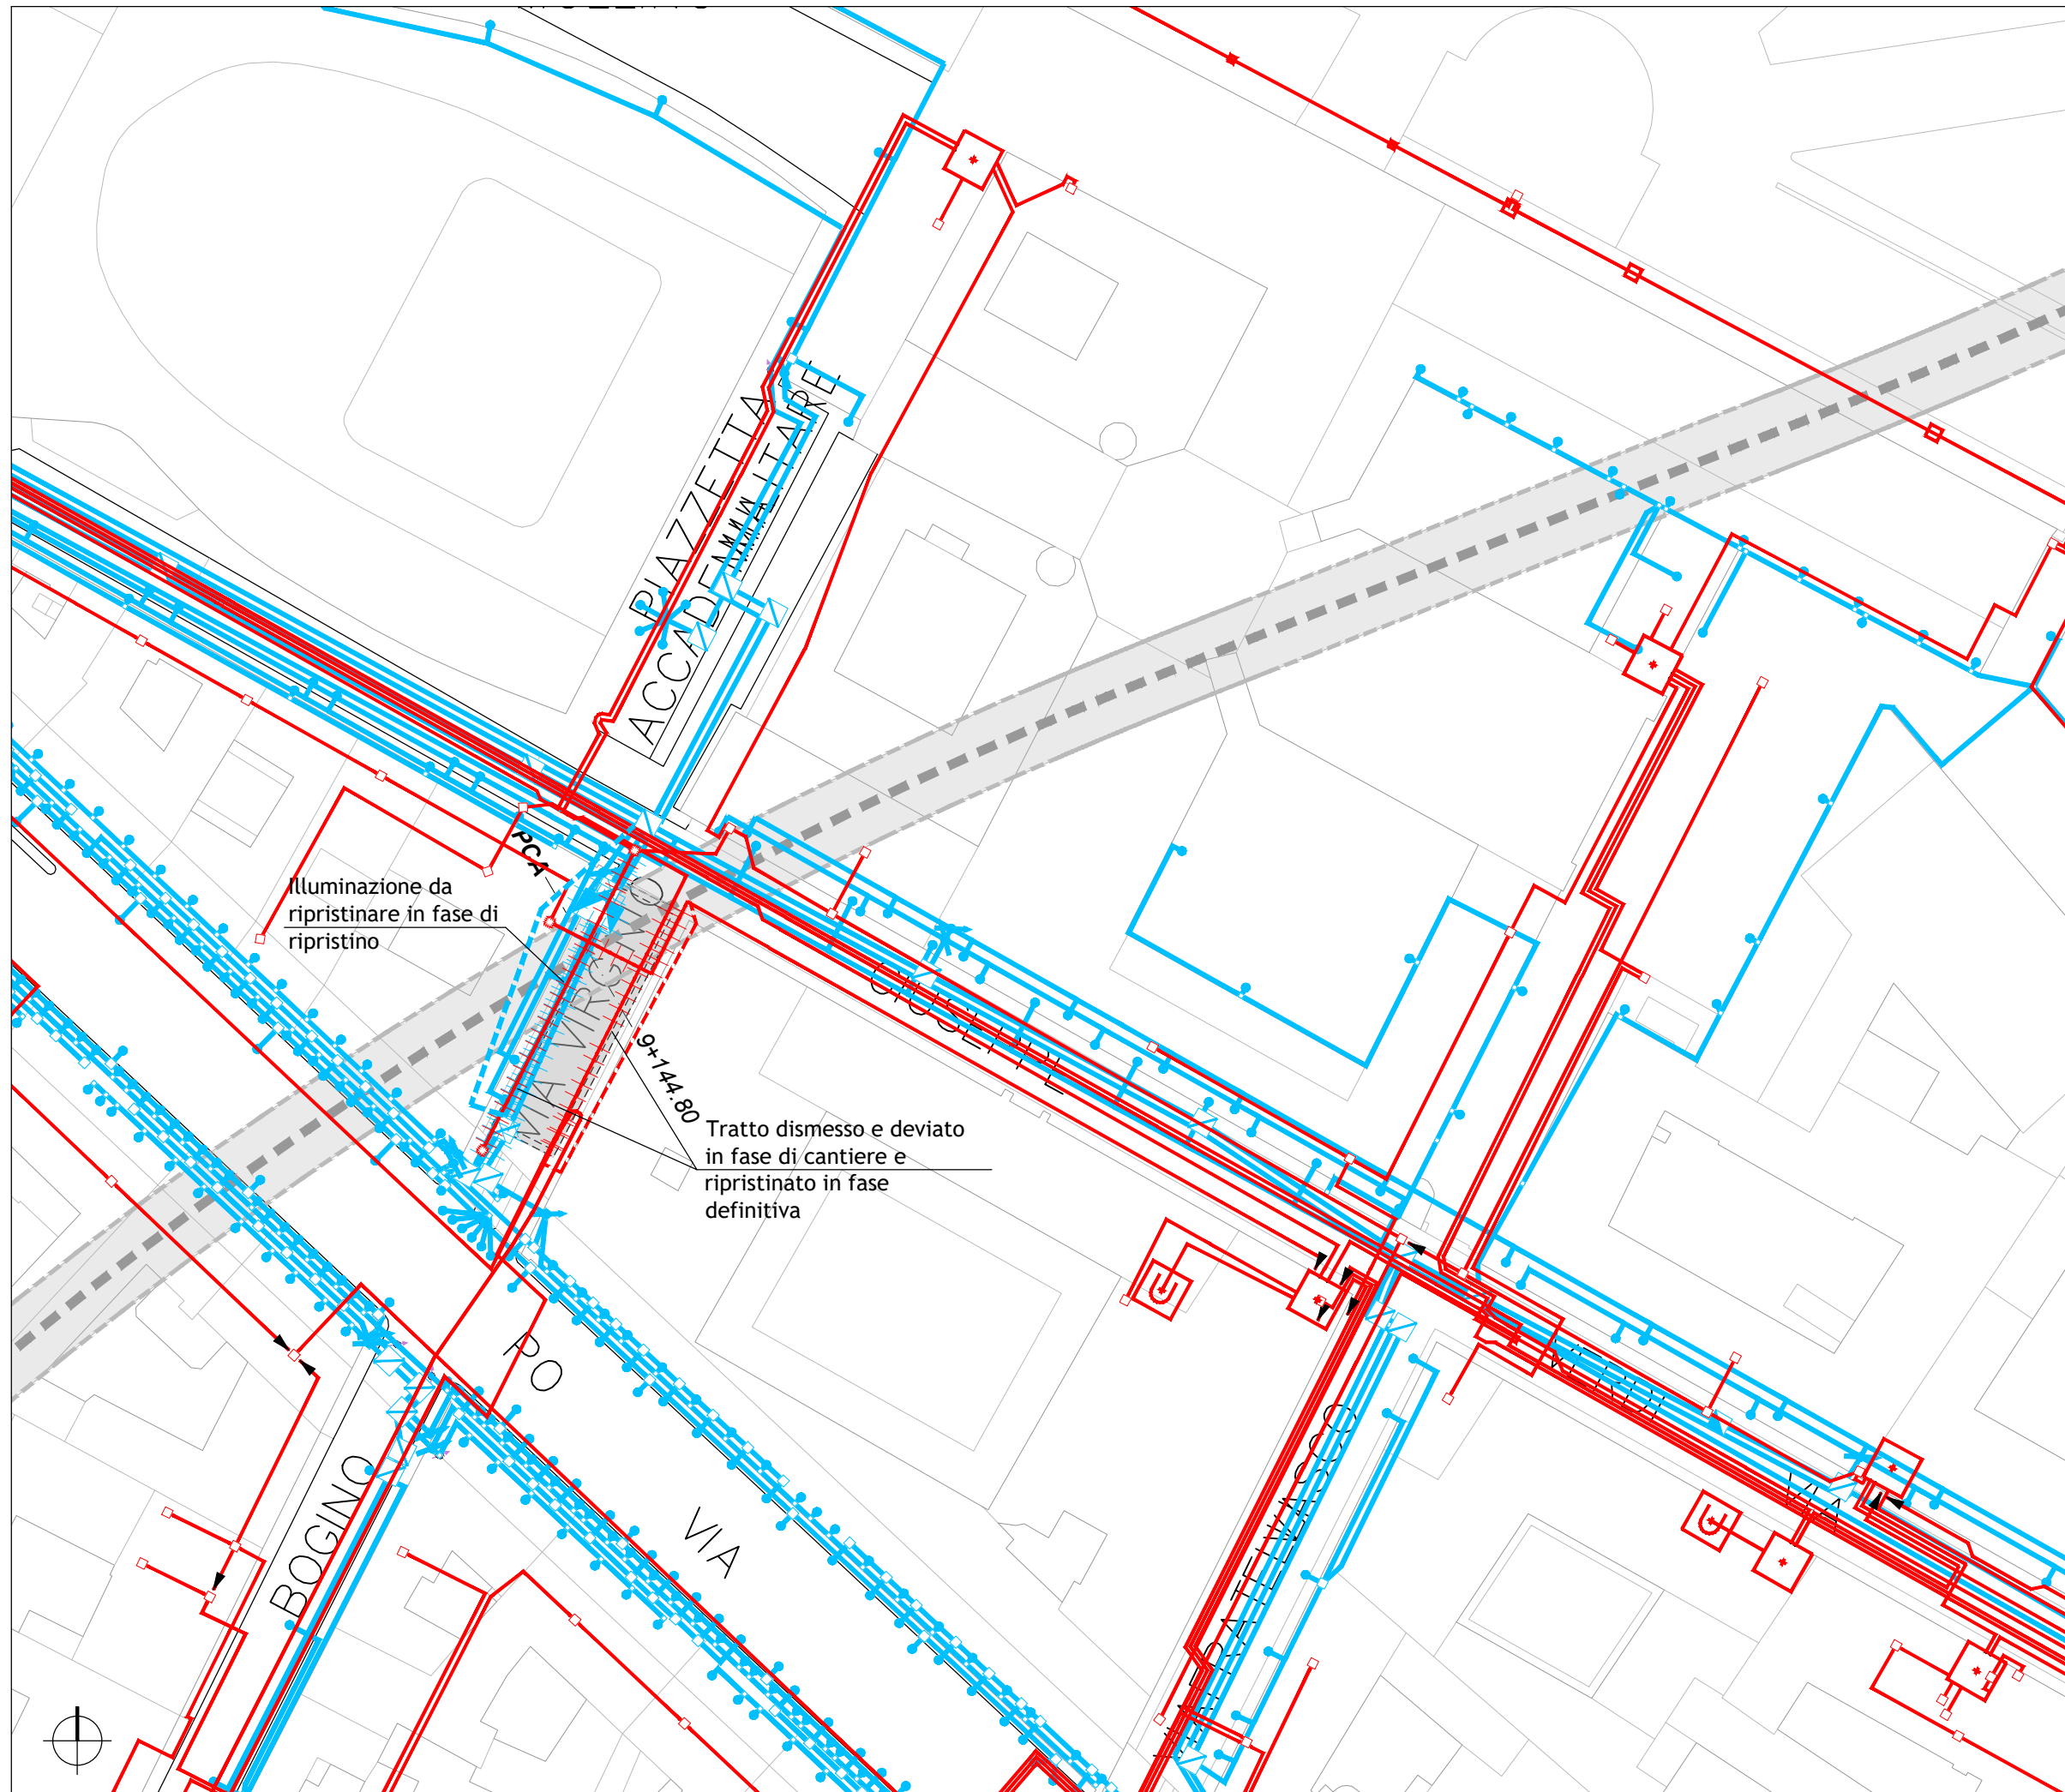 PIAZZETTA
ACCADEMIA MILITARE
PCA
Illuminazione da
ripristinare in fase di
ripristino
VIA VIRGINIO
9+144.80
Tratto dismesso e deviato
in fase di cantiere e
ripristinato in fase
definitiva
GIUSEPPE
VERDI
VIA
PO
VIA
BOGINO